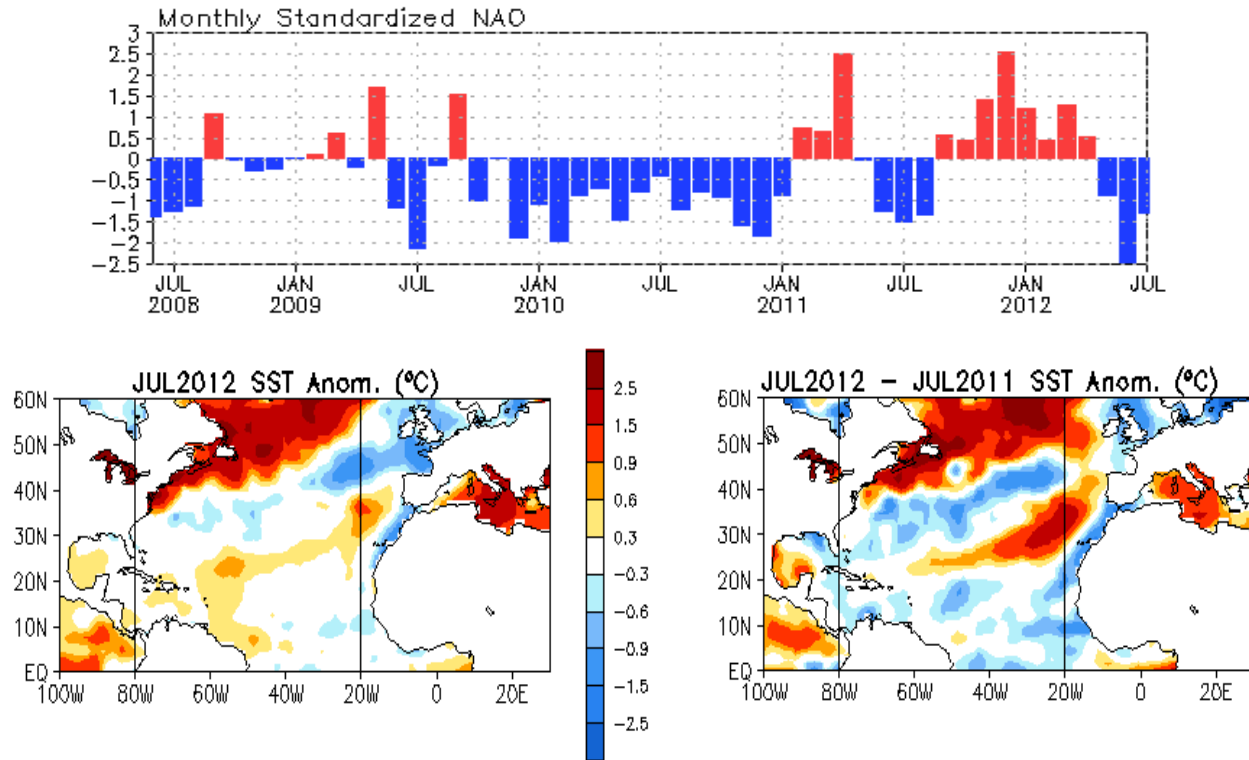 Monthly Standardized NAO
3
2.5
2
1.5
1
0.5
0
−0.5
−1
−1.5
−2
−2.5
JUL JAN JUL JAN JUL JAN JUL JAN JUL
2008 2009 2010 2011 2012
JUL2012 SST Anom. (°C)
60N
50N
40N
30N
20N
10N
EQ
100W 80W 60W 40W 20W 0 20E
2.5
1.5
0.9
0.6
0.3
−0.3
−0.6
−0.9
−1.5
−2.5
JUL2012 − JUL2011 SST Anom. (°C)
60N
50N
40N
30N
20N
10N
EQ
100W 80W 60W 40W 20W 0 20E